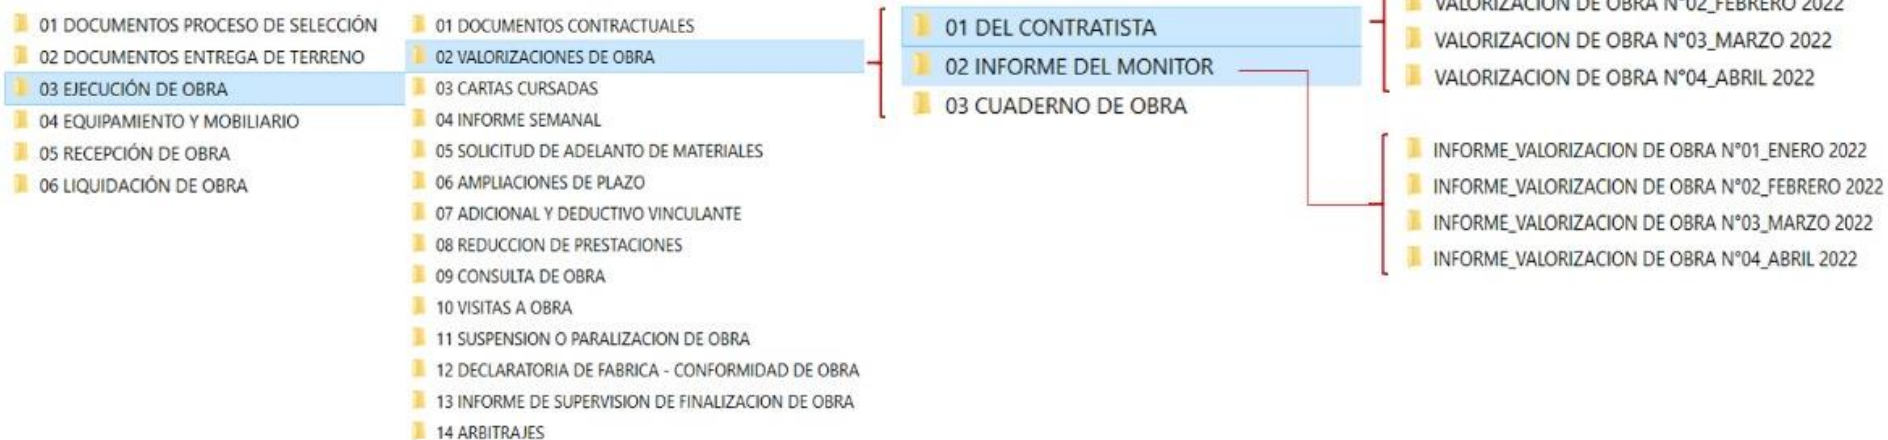 01 DOCUMENTOS PROCESO DE SELECCIÓN
02 DOCUMENTOS ENTREGA DE TERRENO
03 EJECUCIÓN DE OBRA
04 EQUIPAMIENTO Y MOBILIARIO
05 RECEPCIÓN DE OBRA
06 LIQUIDACIÓN DE OBRA
01 DOCUMENTOS CONTRACTUALES
02 VALORIZACIONES DE OBRA
03 CARTAS CURSADAS
04 INFORME SEMANAL
05 SOLICITUD DE ADELANTO DE MATERIALES
06 AMPLIACIONES DE PLAZO
07 ADICIONAL Y DEDUCTIVO VINCULANTE
08 REDUCCION DE PRESTACIONES
09 CONSULTA DE OBRA
10 VISITAS A OBRA
11 SUSPENSION O PARALIZACION DE OBRA
12 DECLARATORIA DE FABRICA - CONFORMIDAD DE OBRA
13 INFORME DE SUPERVISION DE FINALIZACION DE OBRA
14 ARBITRAJES
01 DEL CONTRATISTA
02 INFORME DEL MONITOR
03 CUADERNO DE OBRA
VALORIZACION DE OBRA N°02_FEBRERO 2022
VALORIZACION DE OBRA N°03_MARZO 2022
VALORIZACION DE OBRA N°04_ABRIL 2022
INFORME_VALORIZACION DE OBRA N°01_ENERO 2022
INFORME_VALORIZACION DE OBRA N°02_FEBRERO 2022
INFORME_VALORIZACION DE OBRA N°03_MARZO 2022
INFORME_VALORIZACION DE OBRA N°04_ABRIL 2022